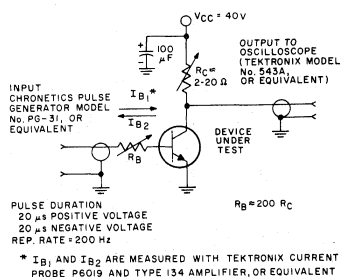 VCC = 40V
100
µF
RC=
2-20 Ω
OUTPUT TO
OSCILLOSCOPE
(TEKTRONIX MODEL
No. 543A,
OR EQUIVALENT)
INPUT
CHRONETICS PULSE
GENERATOR MODEL
No. PG-31, OR
EQUIVALENT
IB1*
IB2
RB
DEVICE
UNDER
TEST
PULSE DURATION
20 µs POSITIVE VOLTAGE
20 µs NEGATIVE VOLTAGE
REP. RATE = 200 Hz
RB≈200 RC
* IB1 AND IB2 ARE MEASURED WITH TEKTRONIX CURRENT
PROBE P6019 AND TYPE 134 AMPLIFIER, OR EQUIVALENT